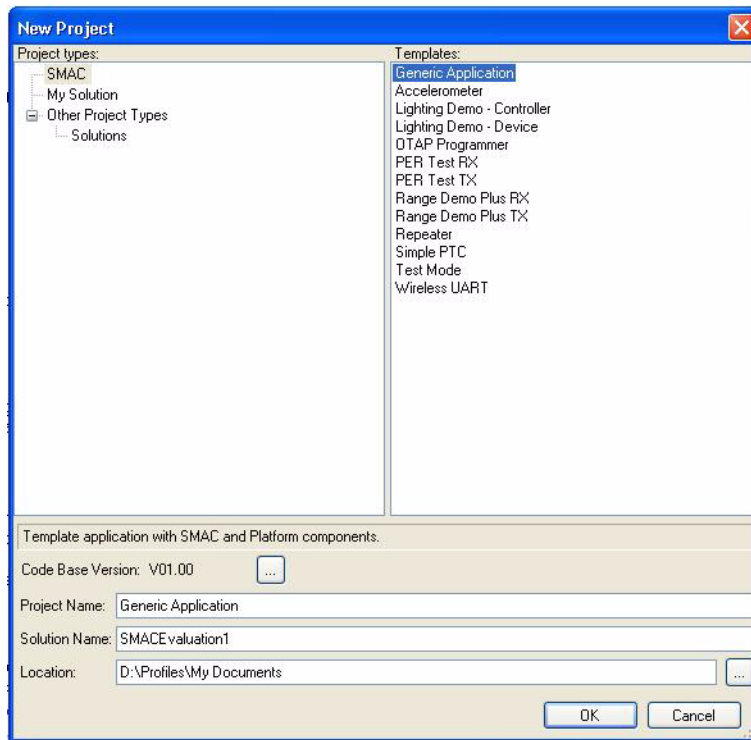 New Project
Project types:
SMAC
My Solution
Other Project Types
Solutions
Templates:
Generic Application
Accelerometer
Lighting Demo - Controller
Lighting Demo - Device
OTAP Programmer
PER Test RX
PER Test TX
Range Demo Plus RX
Range Demo Plus TX
Repeater
Simple PTC
Test Mode
Wireless UART
Template application with SMAC and Platform components.
Code Base Version: V01.00 ...
Project Name: Generic Application
Solution Name: SMACEvaluation1
Location: D:\Profiles\My Documents ...
OK Cancel